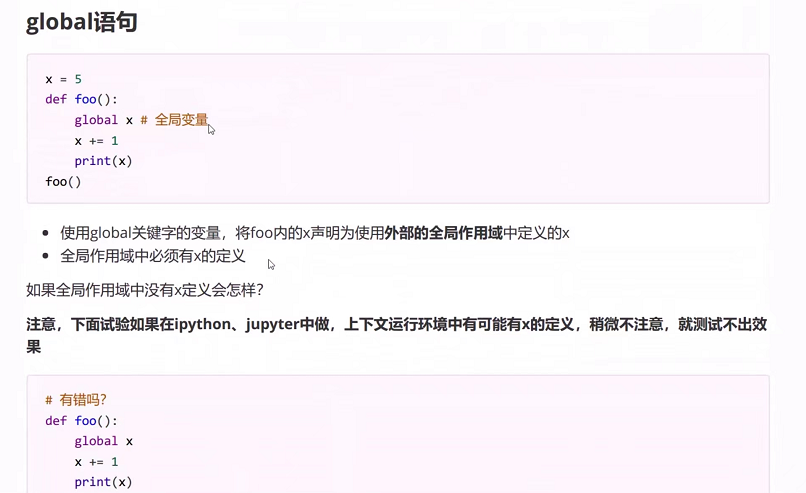 global语句
x = 5
def foo():
    global x # 全局变量
    x += 1
    print(x)
foo()
使用global关键字的变量，将foo内的x声明为使用外部的全局作用域中定义的x
全局作用域中必须有x的定义
如果全局作用域中没有x定义会怎样？
注意，下面试验如果在ipython、jupyter中做，上下文运行环境中有可能有x的定义，稍微不注意，就测试不出效
果
# 有错吗?
def foo():
    global x
    x += 1
    print(x)